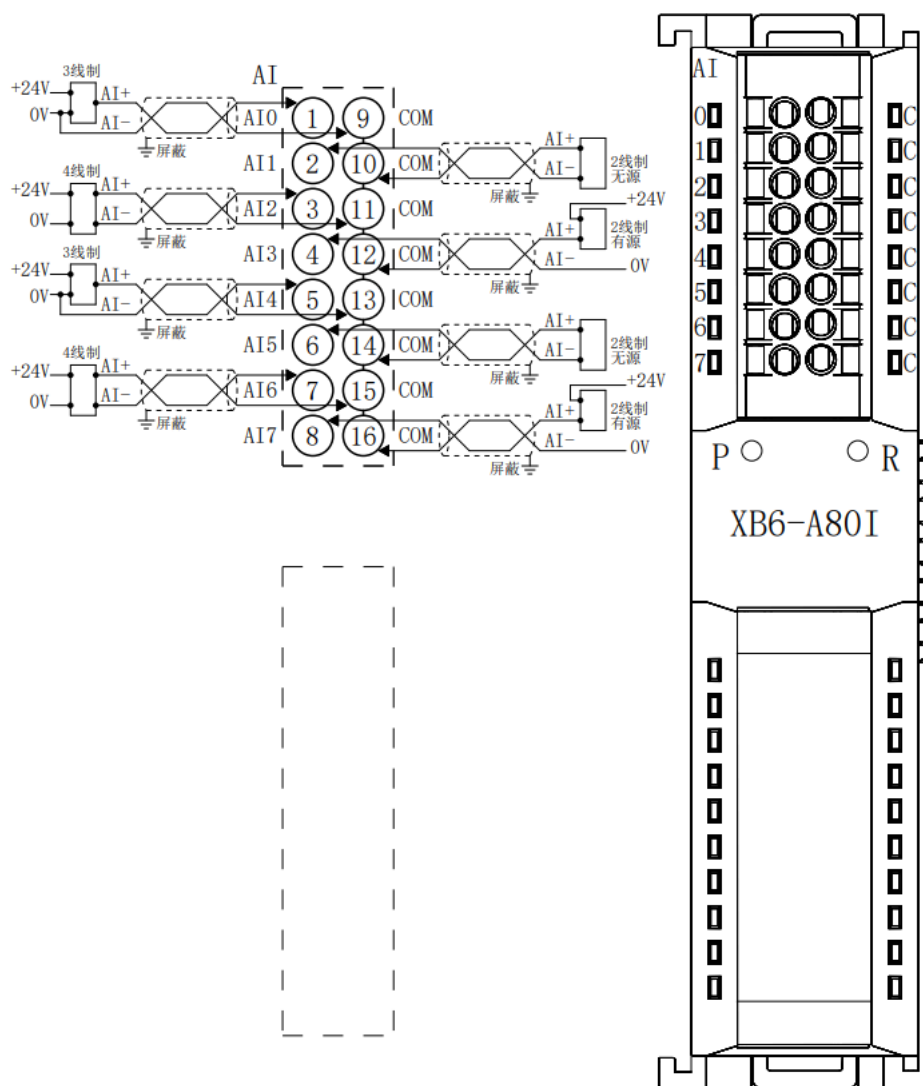 3线制
+24V
0V
AI+
AI-
屏蔽
AI
AI0
1
9
COM
AI1
2
10
COM
AI+
AI-
2线制
无源
屏蔽
4线制
+24V
0V
AI+
AI-
屏蔽
AI2
3
11
COM
AI3
4
12
COM
+24V
AI+
AI-
2线制
有源
0V
屏蔽
3线制
+24V
0V
AI+
AI-
屏蔽
AI4
5
13
COM
AI5
6
14
COM
AI+
AI-
2线制
无源
屏蔽
4线制
+24V
0V
AI+
AI-
屏蔽
AI6
7
15
COM
AI7
8
16
COM
+24V
AI+
AI-
2线制
有源
0V
屏蔽
AI
0 C
1 C
2 C
3 C
4 C
5 C
6 C
7 C
P R
XB6-A80I